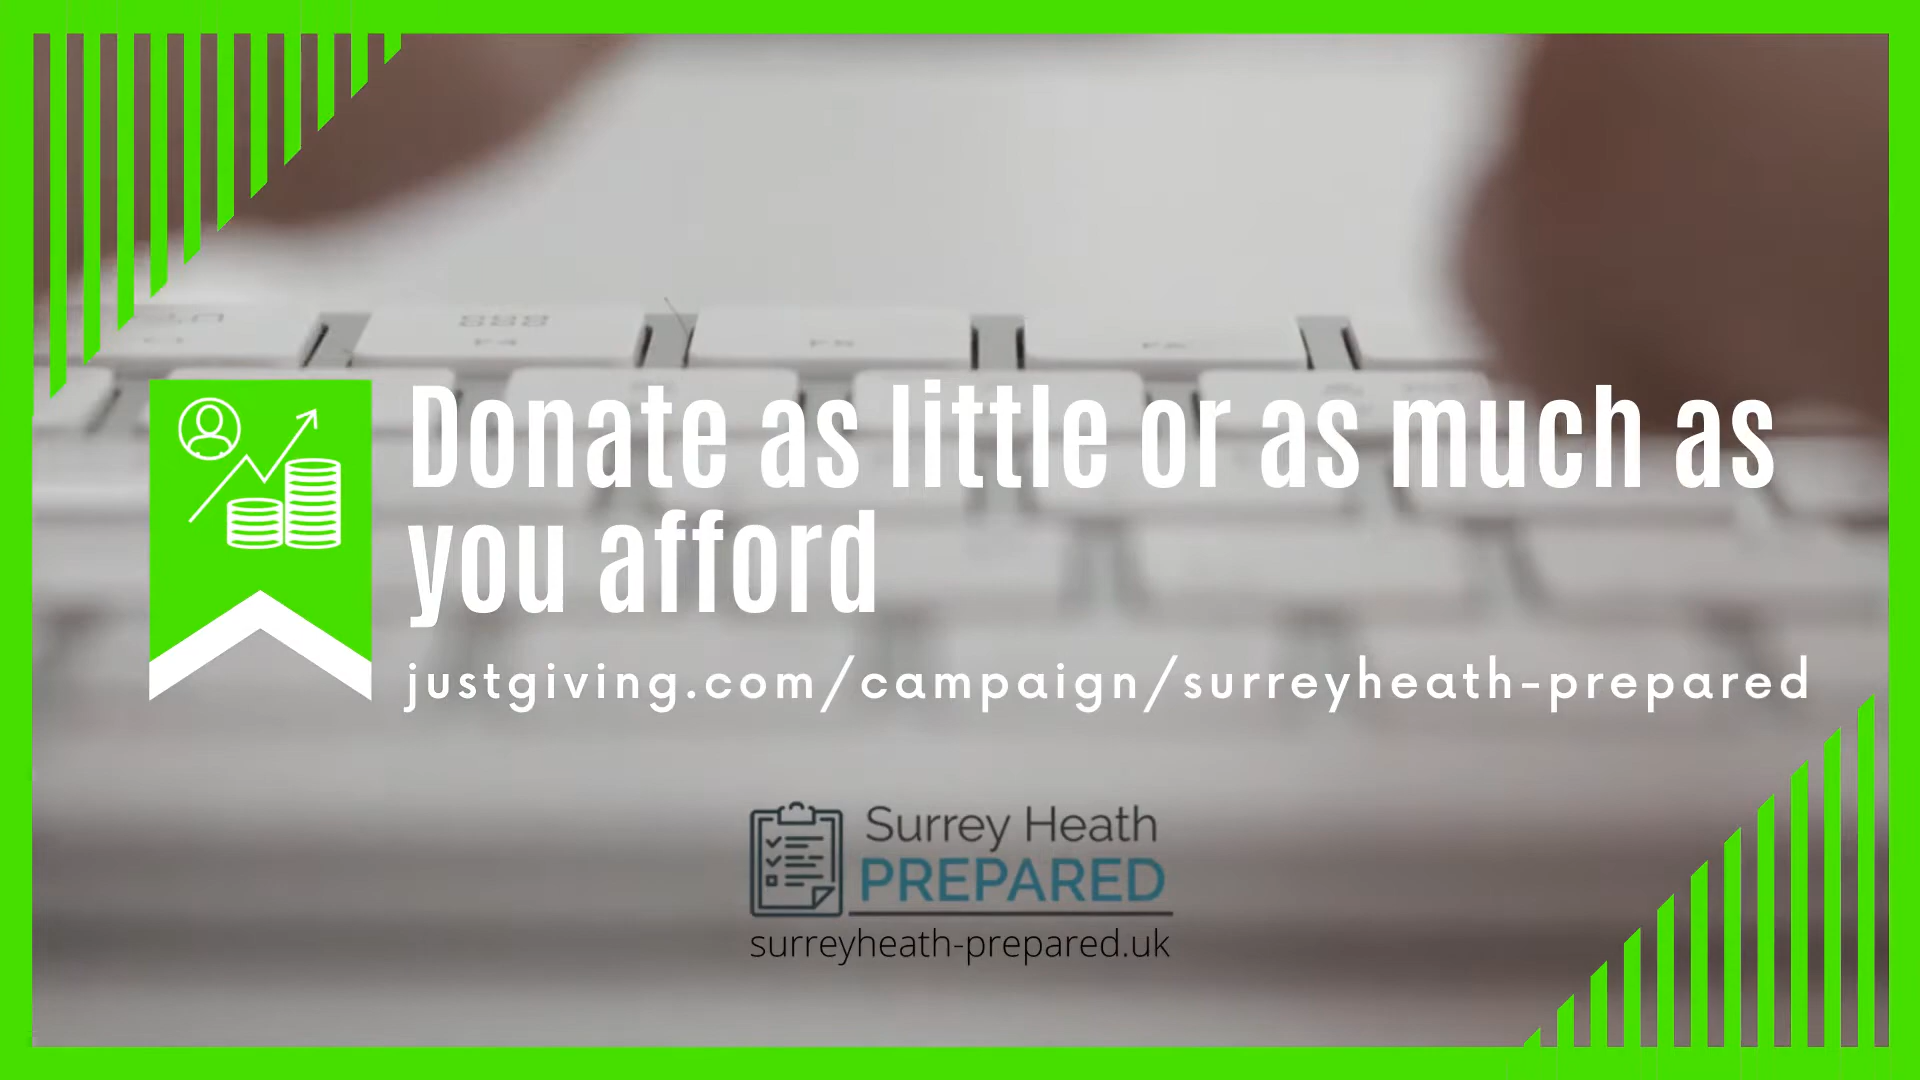 Donate as little or as much as
you afford
justgiving.com/campaign/surreyheath-prepared
Surrey Heath
PREPARED
surreyheath-prepared.uk